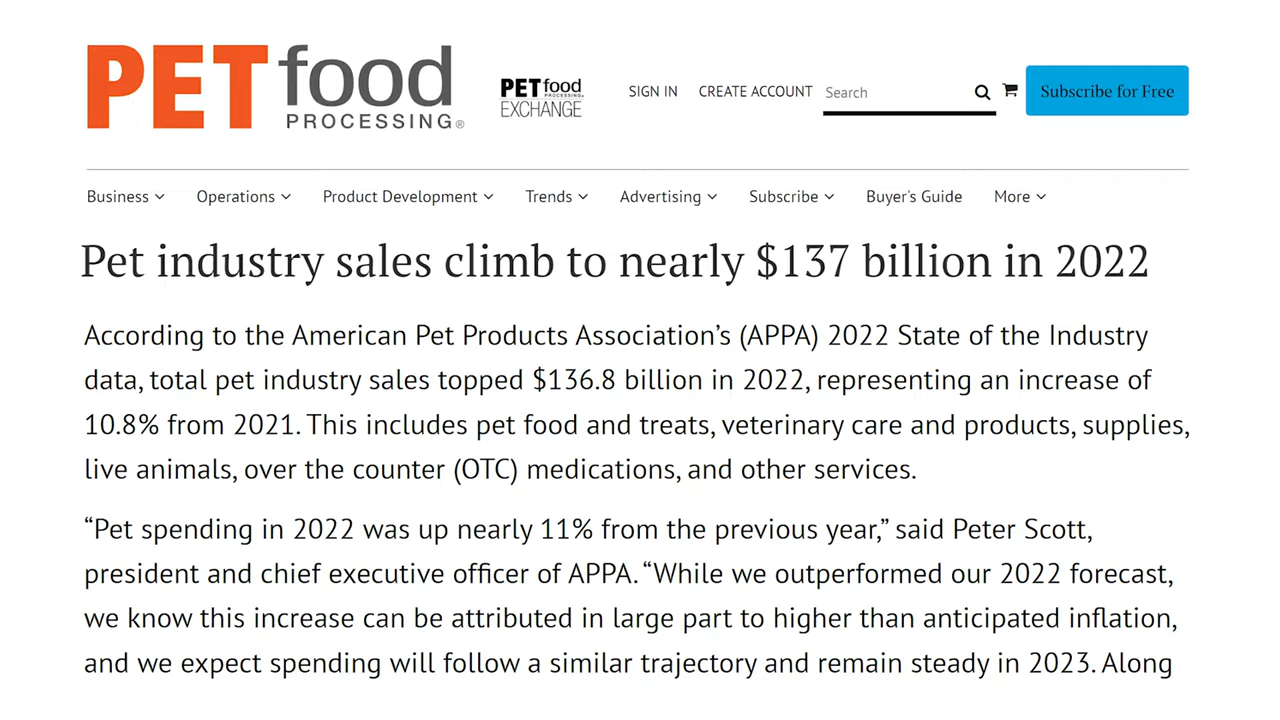 PET food
PROCESSING®
PET food
PROCESSING®
EXCHANGE
SIGN IN CREATE ACCOUNT Search Subscribe for Free
Business Operations Product Development Trends Advertising Subscribe Buyer's Guide More
Pet industry sales climb to nearly $137 billion in 2022
According to the American Pet Products Association’s (APPA) 2022 State of the Industry
data, total pet industry sales topped $136.8 billion in 2022, representing an increase of
10.8% from 2021. This includes pet food and treats, veterinary care and products, supplies,
live animals, over the counter (OTC) medications, and other services.
“Pet spending in 2022 was up nearly 11% from the previous year,” said Peter Scott,
president and chief executive officer of APPA. “While we outperformed our 2022 forecast,
we know this increase can be attributed in large part to higher than anticipated inflation,
and we expect spending will follow a similar trajectory and remain steady in 2023. Along